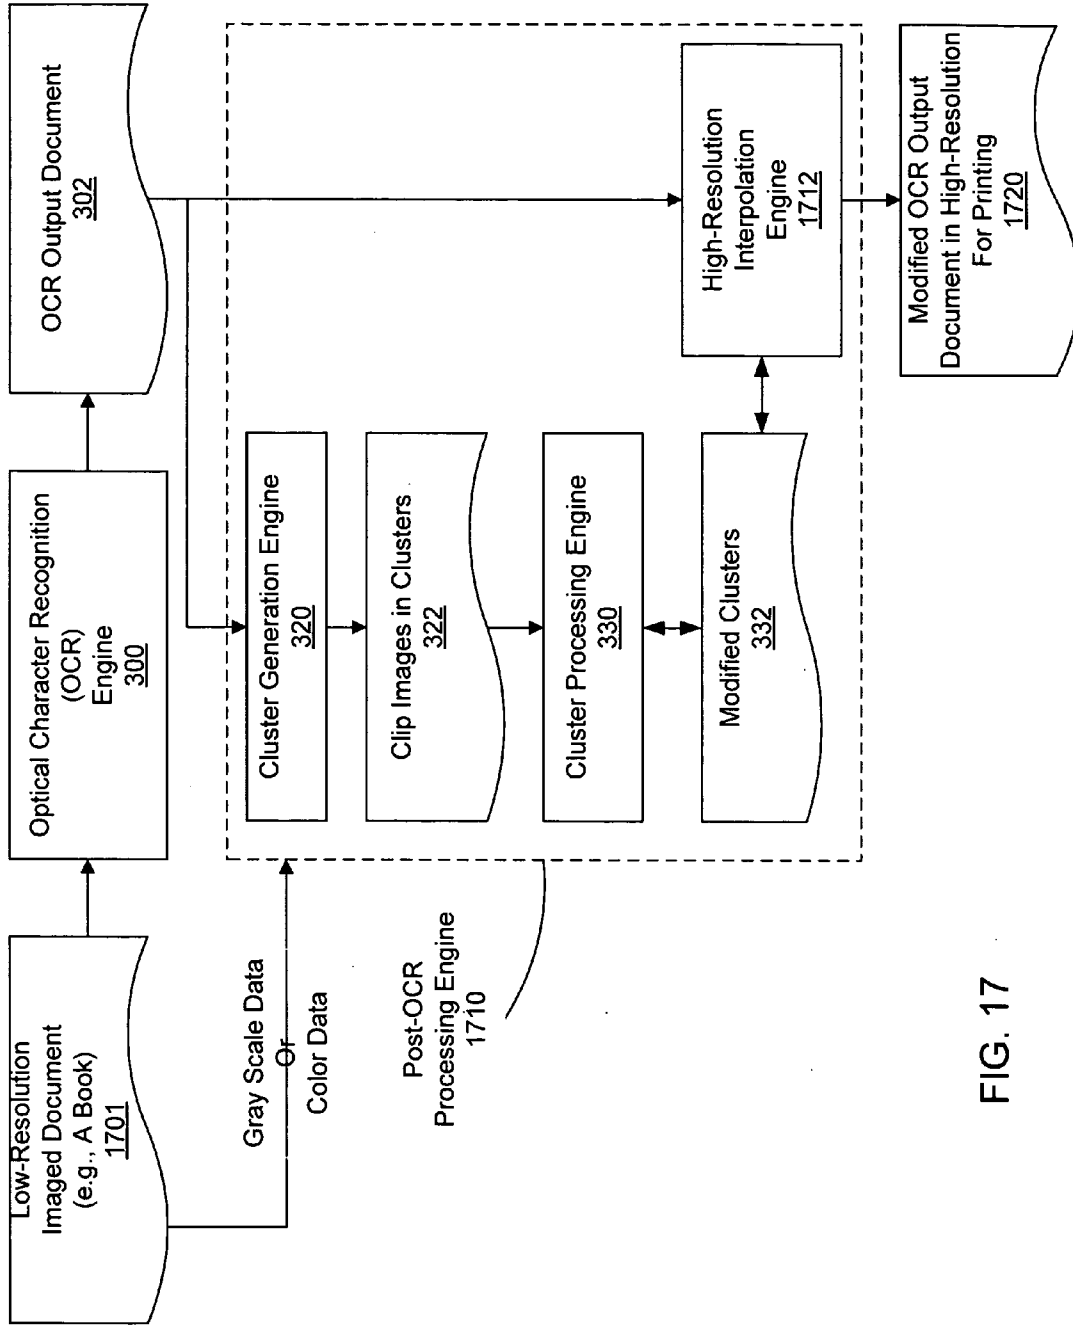 Low-Resolution
Imaged Document
(e.g., A Book)
1701
Optical Character Recognition
(OCR)
Engine
300
OCR Output Document
302
Gray Scale Data
Or
Color Data
Post-OCR
Processing Engine
1710
Cluster Generation Engine
320
Clip Images in Clusters
322
Cluster Processing Engine
330
Modified Clusters
332
High-Resolution
Interpolation
Engine
1712
Modified OCR Output
Document in High-Resolution
For Printing
1720
FIG. 17